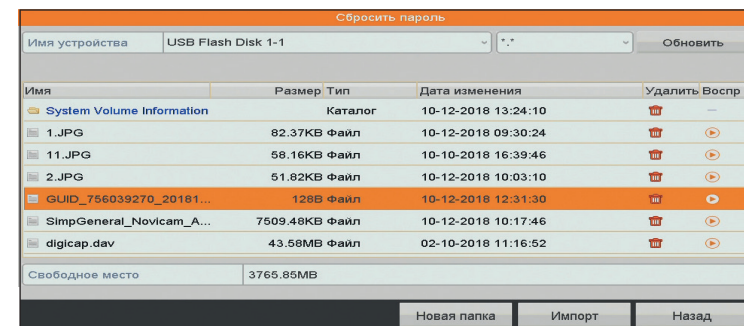 Сбросить пароль
Имя устройства USB Flash Disk 1-1 *.* Обновить
Имя Размер Тип Дата изменения Удалить Воспр
System Volume Information Каталог 10-12-2018 13:24:10 —
1.JPG 82.37KB Файл 10-12-2018 09:30:24
11.JPG 58.16KB Файл 10-10-2018 16:39:46
2.JPG 51.82KB Файл 10-12-2018 10:03:10
GUID_756039270_20181... 128B Файл 10-12-2018 12:31:30
SimpGeneral_Novicam_A... 7509.48KB Файл 10-12-2018 10:17:46
digicap.dav 43.58MB Файл 02-10-2018 11:16:52
Свободное место 3765.85MB
Новая папка Импорт Назад